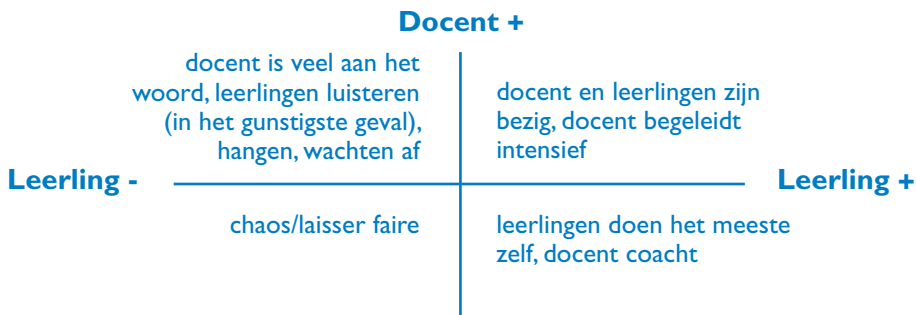 Docent +
docent is veel aan het
woord, leerlingen luisteren
(in het gunstigste geval),
hangen, wachten af
docent en leerlingen zijn
bezig, docent begeleidt
intensief
Leerling -
Leerling +
chaos/laisser faire
leerlingen doen het meeste
zelf, docent coacht